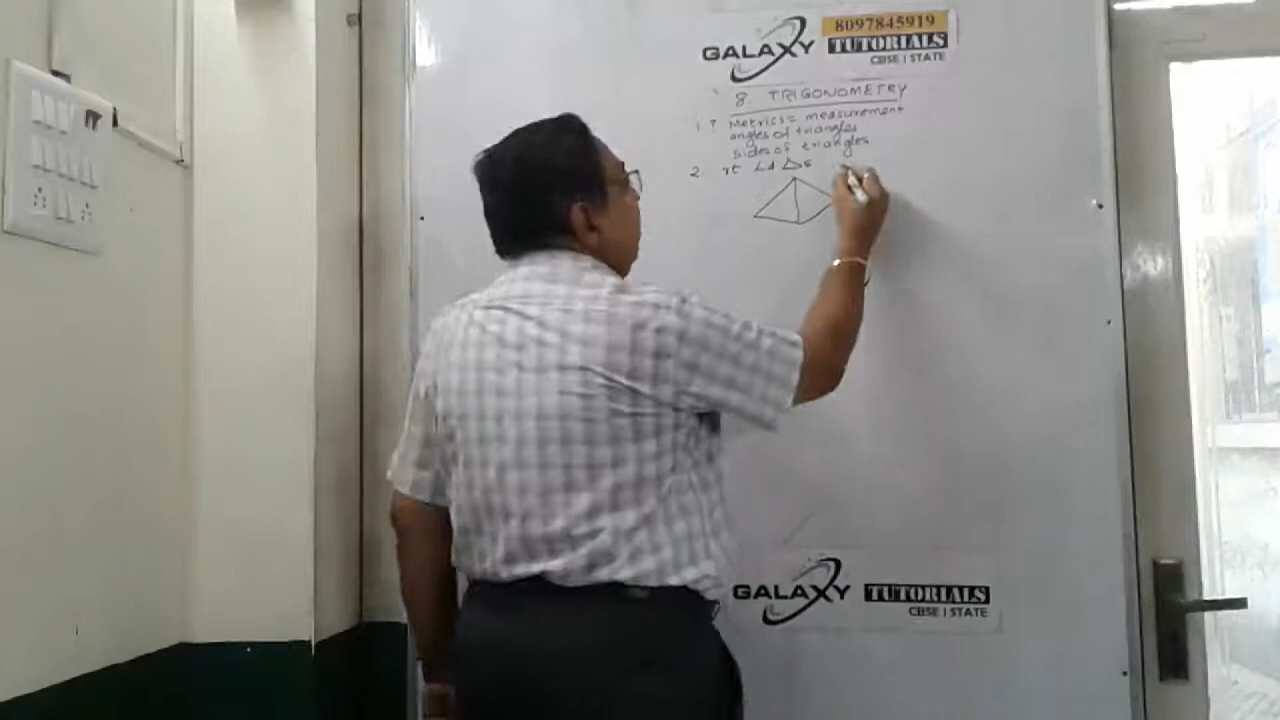 GALAXY
8097845919
TUTORIALS
CBSE | STATE
8. TRIGONOMETRY
1. ? Metrics = measurement
angles of triangles
sides of triangles
2 rt ∠d △s
GALAXY TUTORIALS
CBSE | STATE